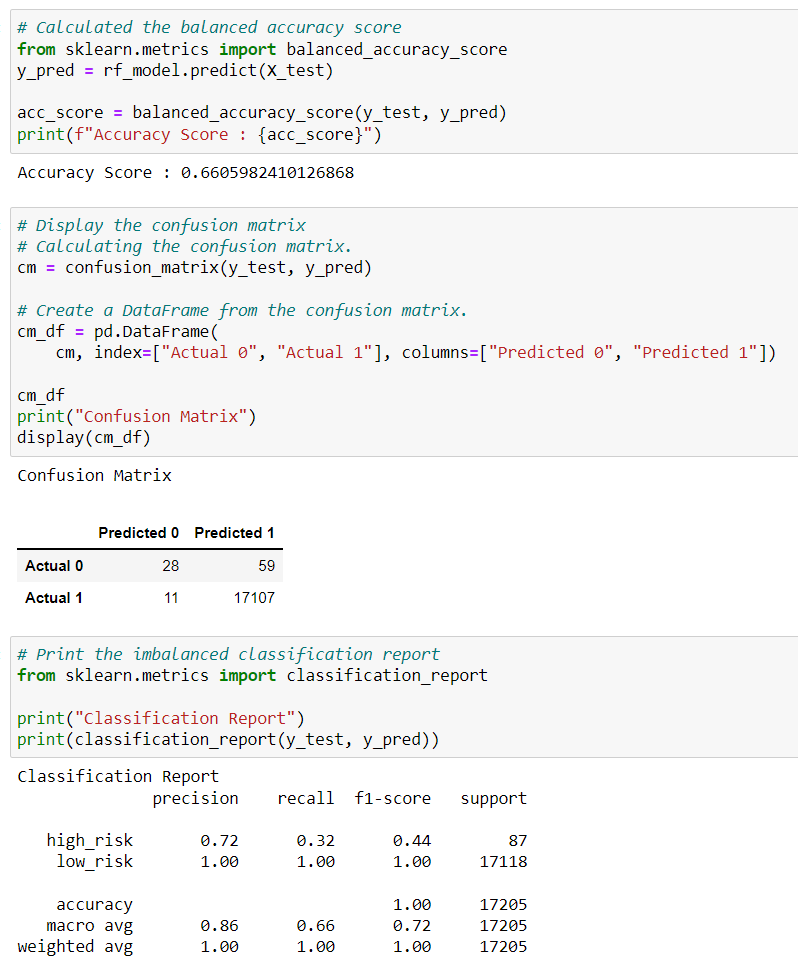 # Calculated the balanced accuracy score
from sklearn.metrics import balanced_accuracy_score
y_pred = rf_model.predict(X_test)
acc_score = balanced_accuracy_score(y_test, y_pred)
print(f"Accuracy Score : {acc_score}")
Accuracy Score : 0.6605982410126868
# Display the confusion matrix
# Calculating the confusion matrix.
cm = confusion_matrix(y_test, y_pred)
# Create a DataFrame from the confusion matrix.
cm_df = pd.DataFrame(
    cm, index=["Actual 0", "Actual 1"], columns=["Predicted 0", "Predicted 1"])
cm_df
print("Confusion Matrix")
display(cm_df)
Confusion Matrix
Predicted 0 Predicted 1
Actual 0 28 59
Actual 1 11 17107
# Print the imbalanced classification report
from sklearn.metrics import classification_report
print("Classification Report")
print(classification_report(y_test, y_pred))
Classification Report
precision recall f1-score support
high_risk 0.72 0.32 0.44 87
low_risk 1.00 1.00 1.00 17118
accuracy 1.00 17205
macro avg 0.86 0.66 0.72 17205
weighted avg 1.00 1.00 1.00 17205